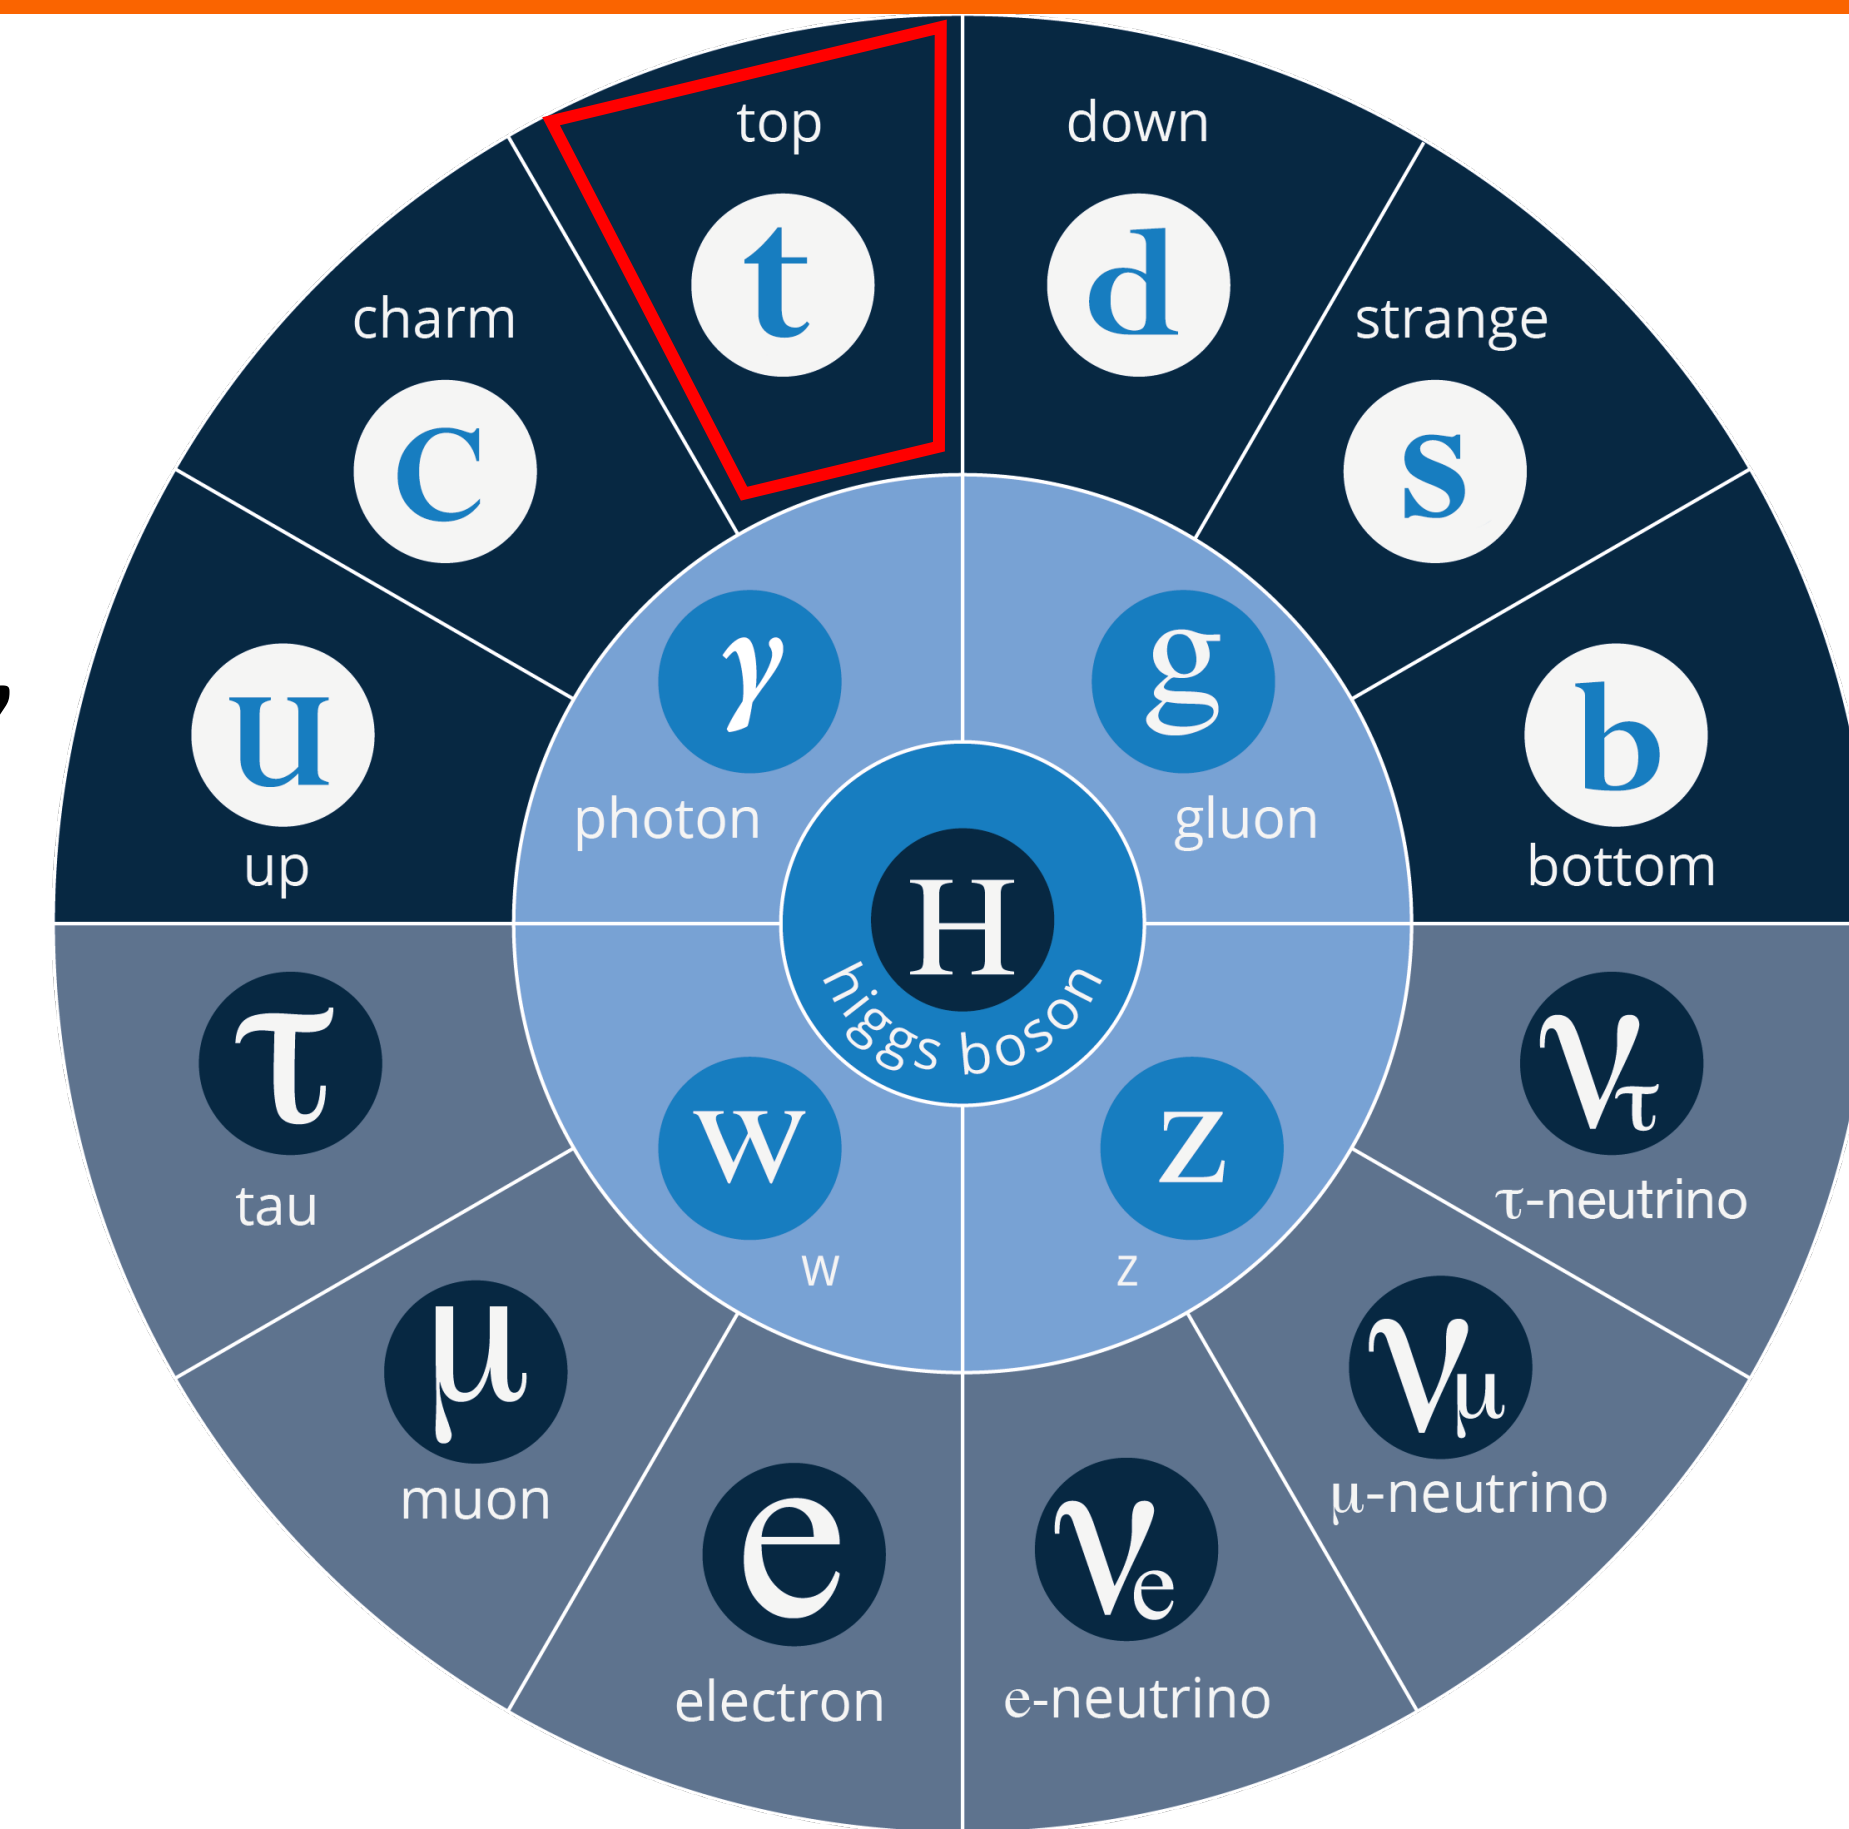 top
down
t
d
charm
strange
c
s
γ
g
u
b
photon
gluon
up
bottom
H
higgs boson
τ
ντ
w
z
tau
τ-neutrino
w
z
μ
νμ
muon
μ-neutrino
e
νe
electron
e-neutrino